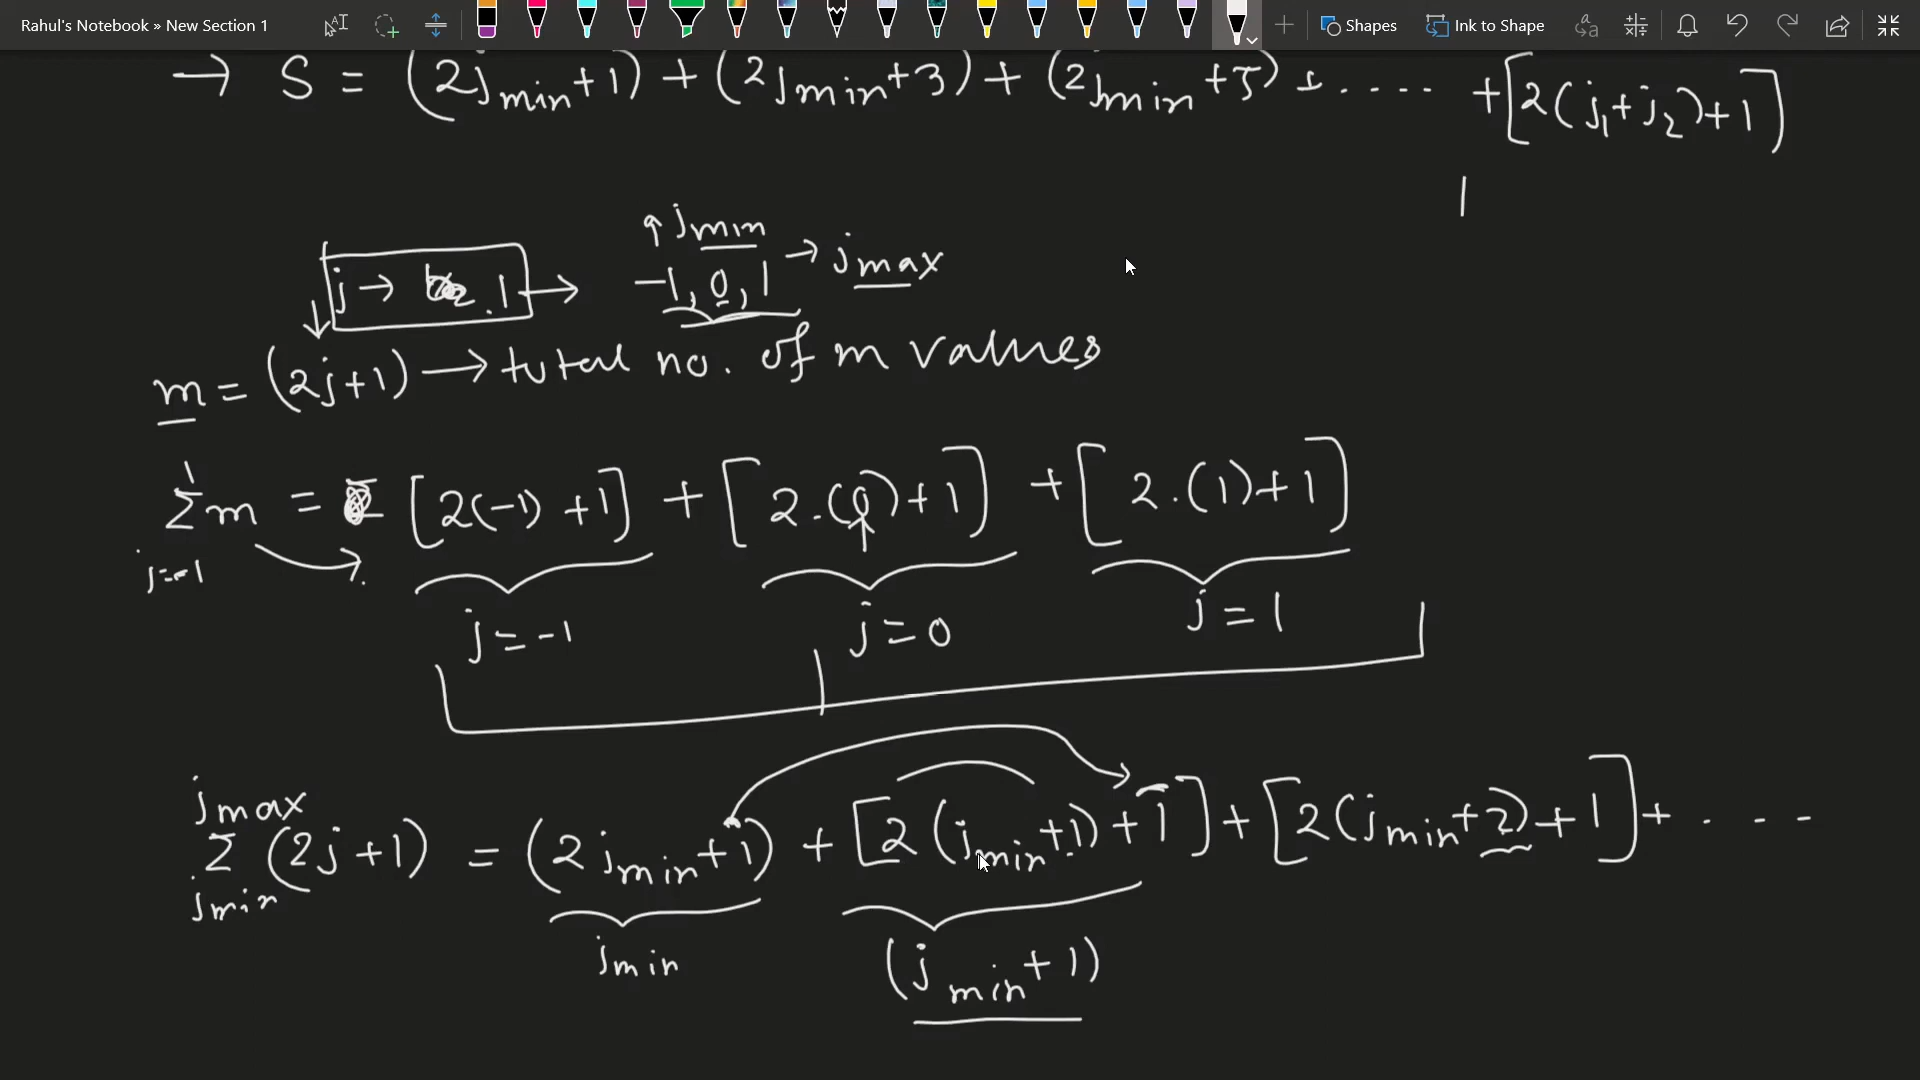 Rahul's Notebook » New Section 1 Shapes Ink to Shape
→ S = (2jmin+1) + (2jmin+3) + (2jmin+5) + .... + [2(j₁+j₂)+1]
↑ jmin
j → .1 → -1, 0, 1 → jmax
m = (2j+1) → total no. of m values
1
Σm = [2(-1) +1] + [2.(0)+1] + [2.(1)+1]
j=-1
j=-1 j=0 j=1
jmax
Σ (2j+1) = (2jmin+1) + [2(jmin+1)+1] + [2(jmin+2)+1] + . . . .
jmin
jmin (jmin+1)